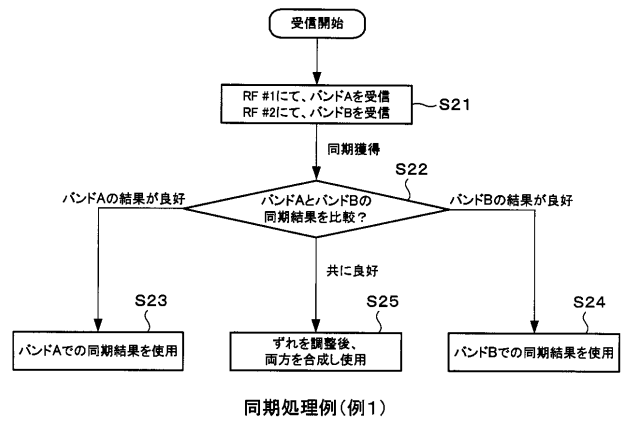 受信開始
RF #1にて、バンドAを受信
RF #2にて、バンドBを受信
S21
同期獲得
S22
バンドAの結果が良好
バンドAとバンドBの
同期結果を比較？
バンドBの結果が良好
共に良好
S23
S25
S24
バンドAでの同期結果を使用
ずれを調整後、
両方を合成し使用
バンドBでの同期結果を使用
同期処理例（例１）